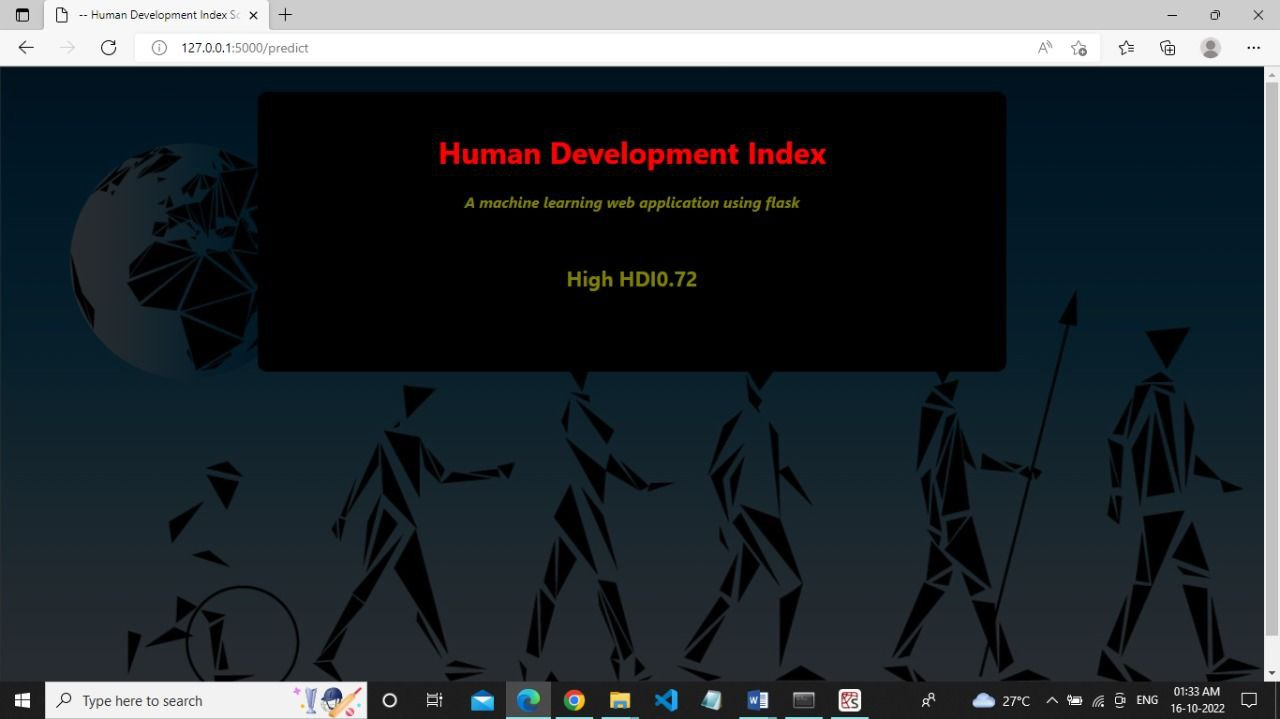 -- Human Development Index Sc
127.0.0.1:5000/predict
Human Development Index
A machine learning web application using flask
High HDI0.72
Type here to search
27°C
ENG
01:33 AM
16-10-2022